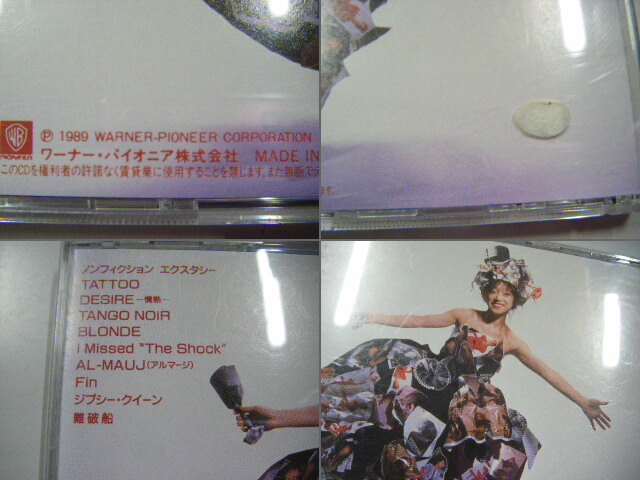 WB
PIONEER
Ⓟ 1989 WARNER-PIONEER CORPORATION
ワーナー・パイオニア株式会社 MADE IN
このCDを権利者の許諾なく賃貸業に使用することを禁じます。また無断で
ます。
ノンフィクション エクスタシー
TATTOO
DESIRE −情熱−
TANGO NOIR
BLONDE
I Missed "The Shock"
AL-MAUJ(アルマージ)
Fin
ジプシー・クイーン
難破船